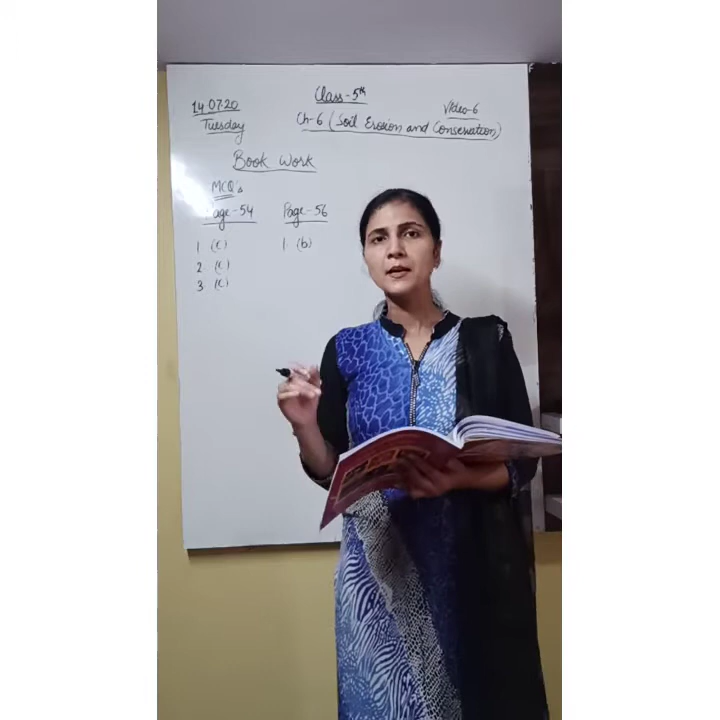 14.07.20
Class-5th
Video-6
Tuesday
Ch-6 (Soil Erosion and Conservation)
Book Work
MCQ's
Page-54 Page-56
1 (c) 1 (b)
2 (c)
3 (c)